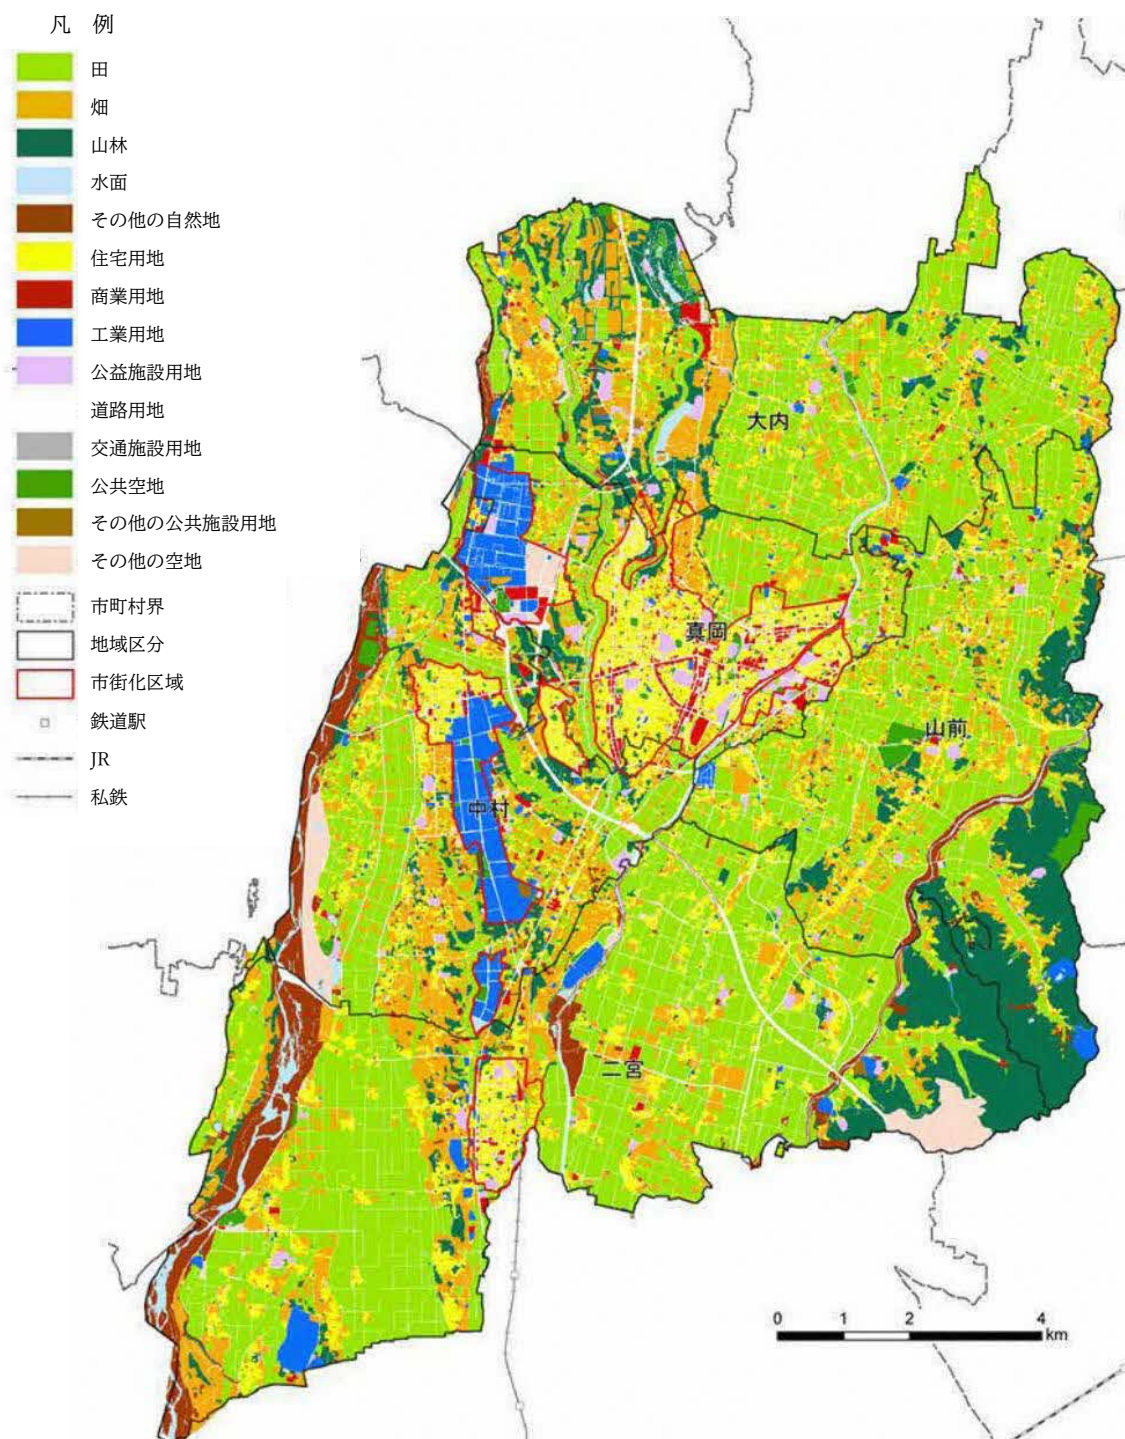 凡 例
田
畑
山林
水面
その他の自然地
住宅用地
商業用地
工業用地
公益施設用地
道路用地
交通施設用地
公共空地
その他の公共施設用地
その他の空地
市町村界
地域区分
市街化区域
鉄道駅
JR
私鉄
大内
真岡
山前
中村
二宮
0 1 2 4
km